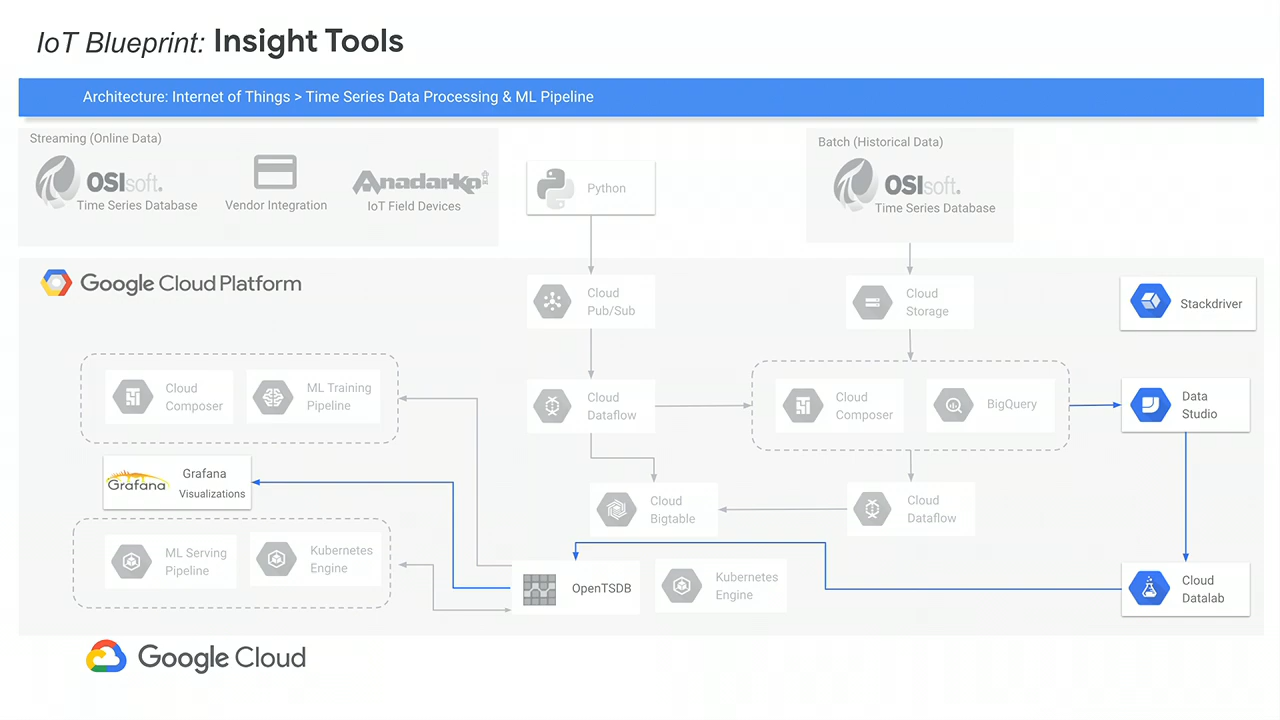 IoT Blueprint: Insight Tools
Architecture: Internet of Things > Time Series Data Processing & ML Pipeline
Streaming (Online Data)
OSIsoft.
Time Series Database
Vendor Integration
Anadarko
IoT Field Devices
Python
Batch (Historical Data)
OSIsoft.
Time Series Database
Google Cloud Platform
Cloud
Pub/Sub
Cloud
Storage
Stackdriver
Cloud
Composer
ML Training
Pipeline
Cloud
Dataflow
Cloud
Composer
BigQuery
Data
Studio
Grafana
Grafana
Visualizations
Cloud
Bigtable
Cloud
Dataflow
ML Serving
Pipeline
Kubernetes
Engine
OpenTSDB
Kubernetes
Engine
Cloud
Datalab
Google Cloud